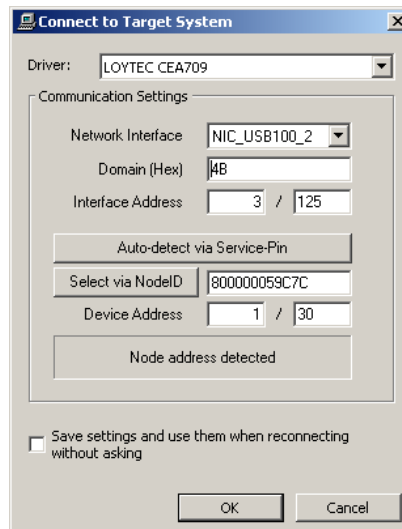 Connect to Target System
Driver: LOYTEC CEA709
Communication Settings
Network Interface NIC_USB100_2
Domain (Hex) 4B
Interface Address 3 / 125
Auto-detect via Service-Pin
Select via NodeID 800000059C7C
Device Address 1 / 30
Node address detected
Save settings and use them when reconnecting
without asking
OK Cancel